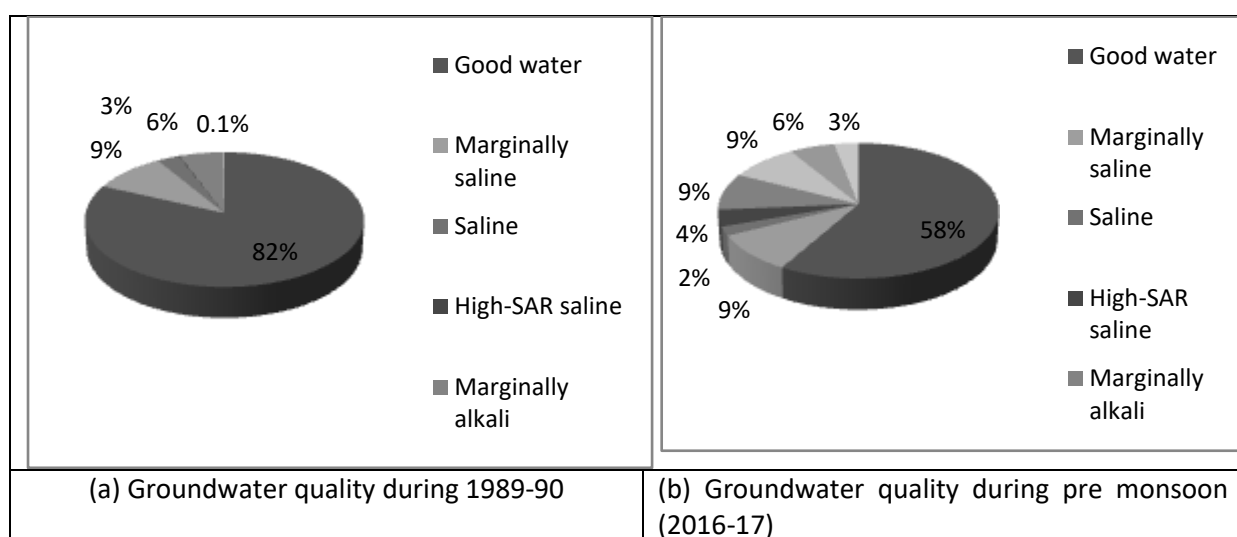 Good water
Marginally
saline
Saline
High-SAR saline
Marginally
alkali
3%
6%
0.1%
9%
82%
Good water
Marginally
saline
Saline
High-SAR
saline
Marginally
alkali
6%
3%
9%
9%
4%
58%
2%
9%
(a) Groundwater quality during 1989-90
(b) Groundwater quality during pre monsoon
(2016-17)